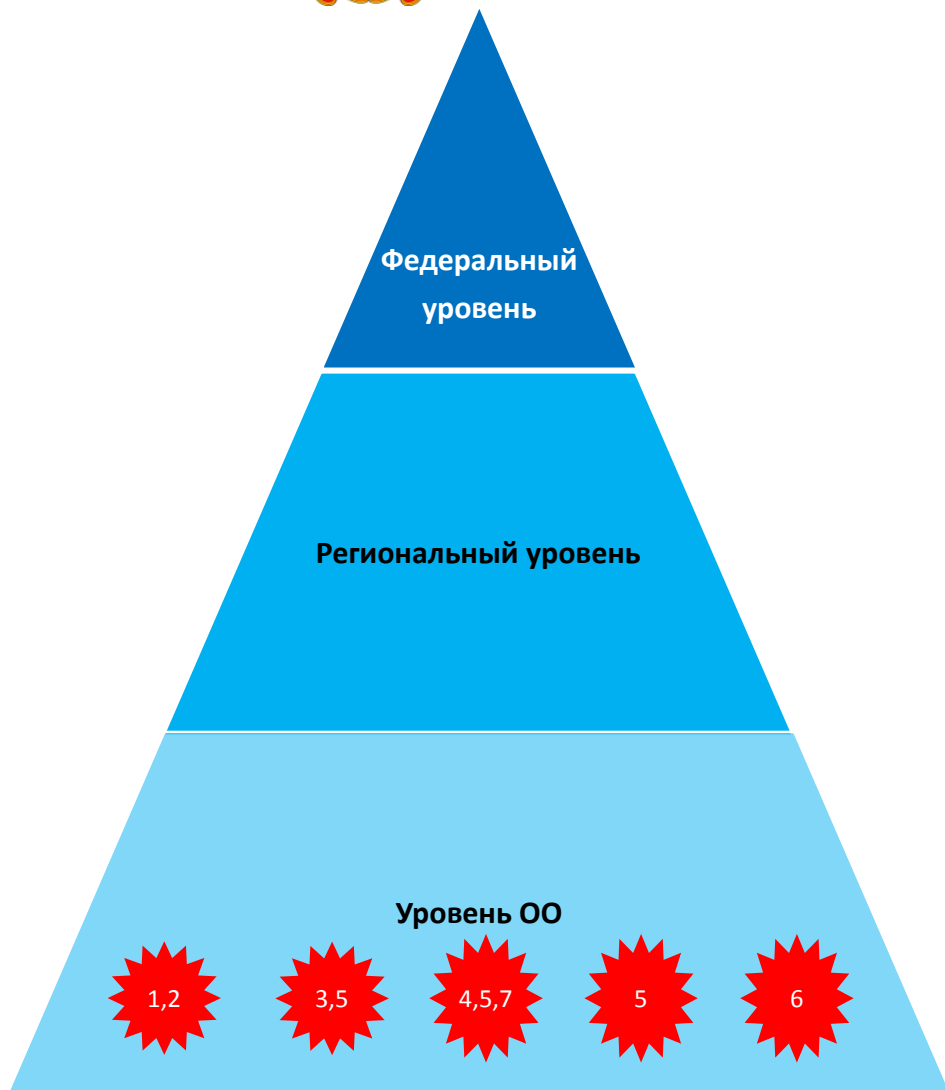 Федеральный
уровень
Региональный уровень
Уровень ОО
1,2 3,5 4,5,7 5 6